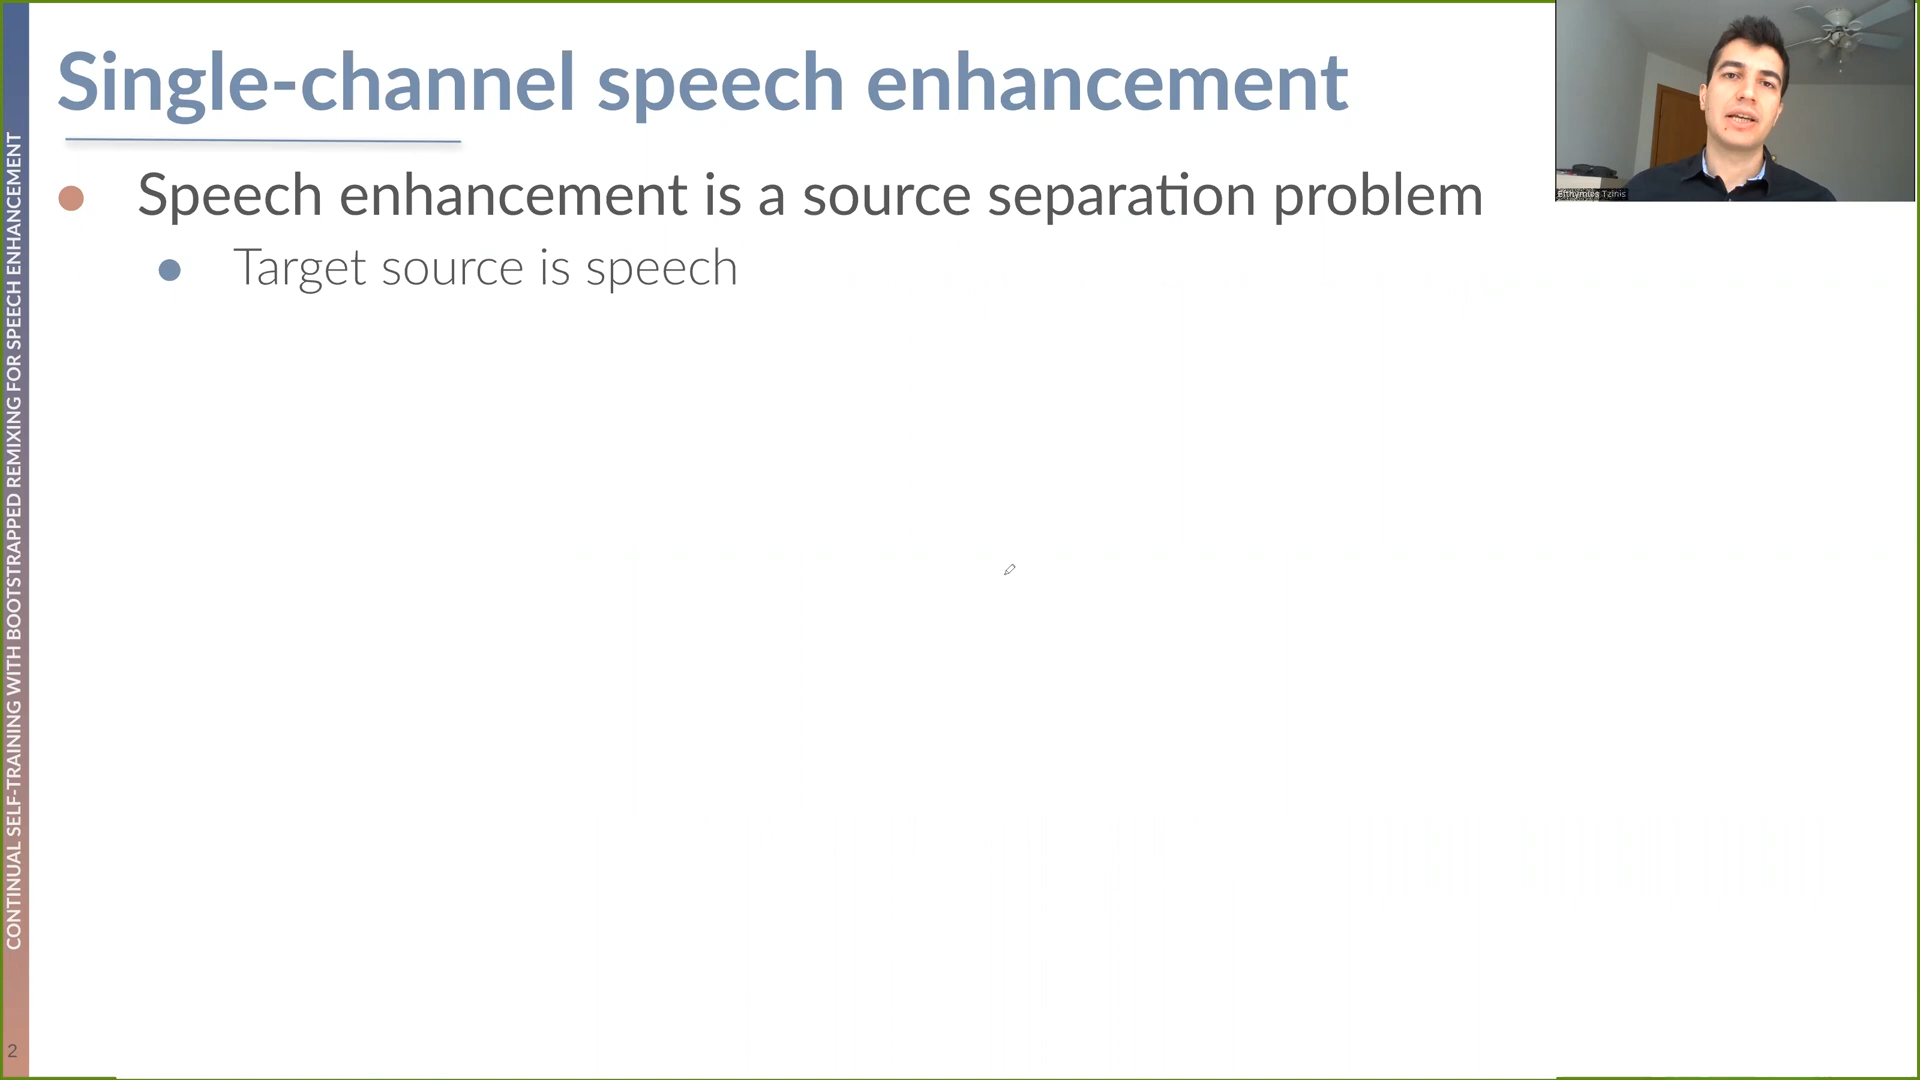 Single-channel speech enhancement
Speech enhancement is a source separation problem
Target source is speech
CONTINUAL SELF-TRAINING WITH BOOTSTRAPPED REMIXING FOR SPEECH ENHANCEMENT
2
Efthymios Tzinis